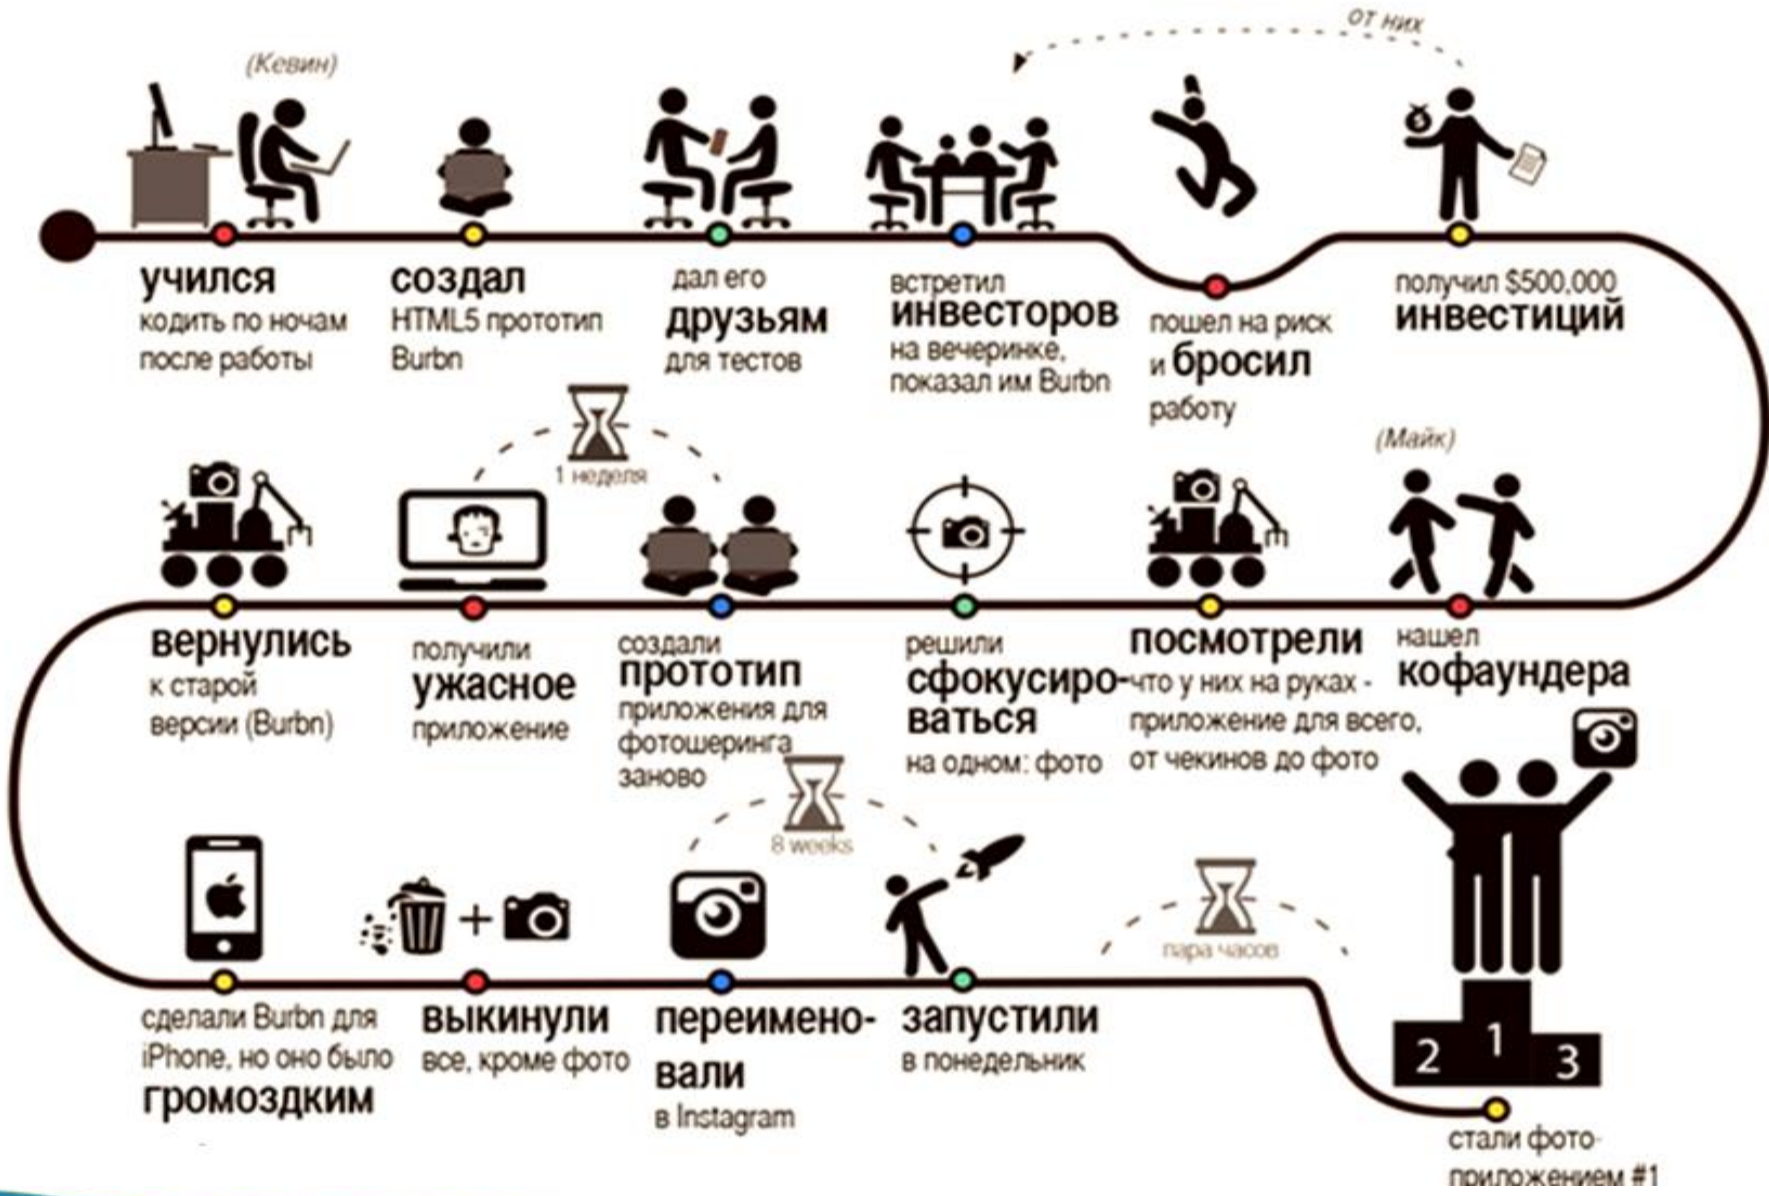 (Кевин)
от них
учился
кодить по ночам
после работы
создал
HTML5 прототип
Burbn
дал его
друзьям
для тестов
встретил
инвесторов
на вечеринке,
показал им Burbn
пошел на риск
и бросил
работу
получил $500,000
инвестиций
(Майк)
нашел
кофаундера
посмотрели
что у них на руках -
приложение для всего,
от чекинов до фото
решили
сфокусиро-
ваться
на одном: фото
создали
прототип
приложения для
фотошеринга
заново
1 неделя
получили
ужасное
приложение
вернулись
к старой
версии (Burbn)
сделали Burbn для
iPhone, но оно было
громоздким
выкинули
все, кроме фото
переимено-
вали
в Instagram
8 weeks
запустили
в понедельник
пара часов
2 1 3
стали фото-
приложением #1